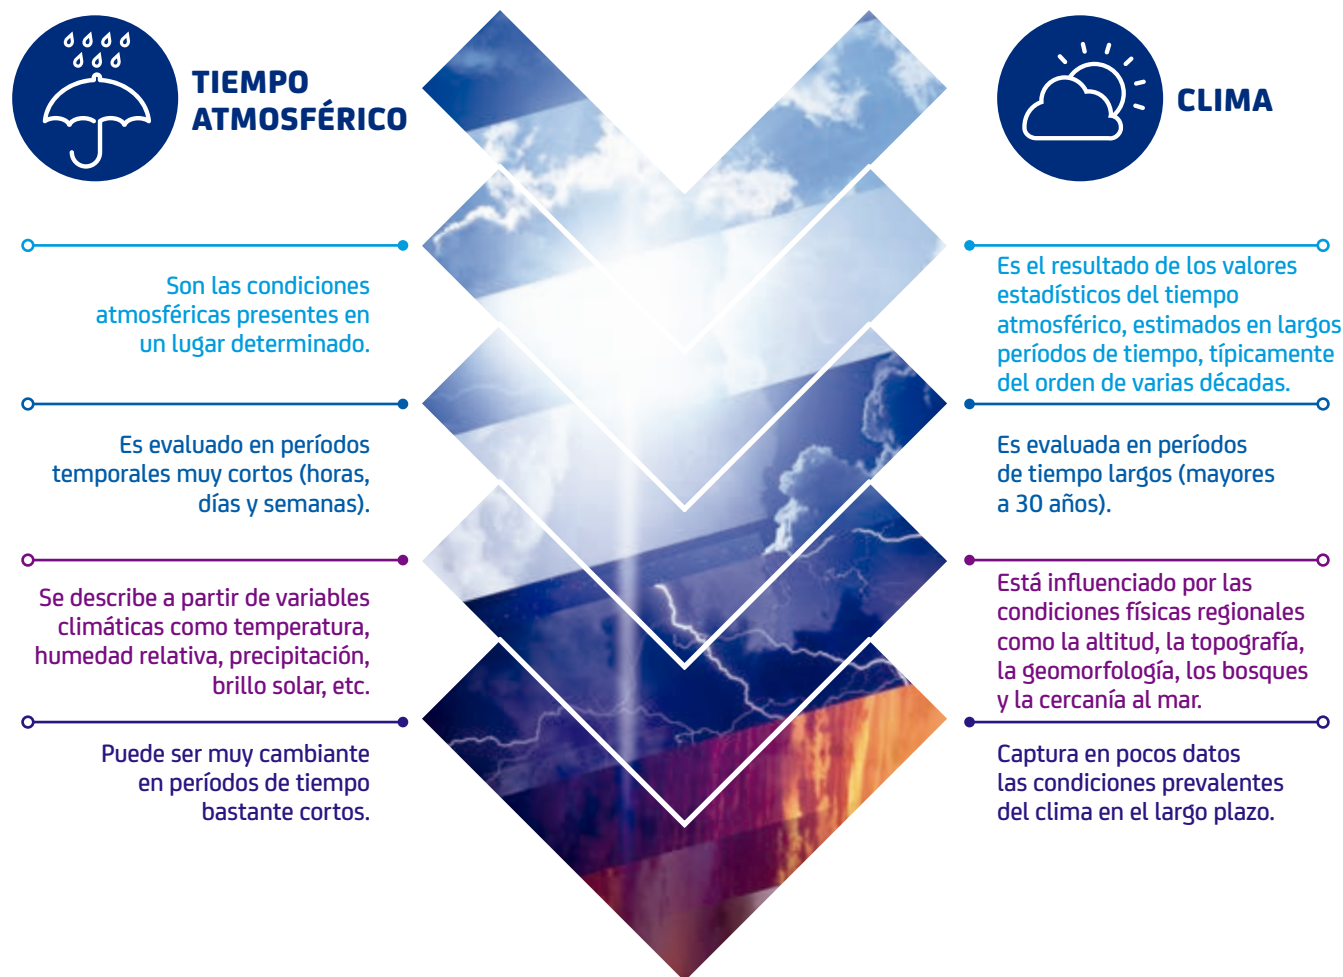 TIEMPO
ATMOSFÉRICO
Son las condiciones
atmosféricas presentes en
un lugar determinado.
Es evaluado en períodos
temporales muy cortos (horas,
días y semanas).
Se describe a partir de variables
climáticas como temperatura,
humedad relativa, precipitación,
brillo solar, etc.
Puede ser muy cambiante
en períodos de tiempo
bastante cortos.
CLIMA
Es el resultado de los valores
estadísticos del tiempo
atmosférico, estimados en largos
períodos de tiempo, típicamente
del orden de varias décadas.
Es evaluada en períodos
de tiempo largos (mayores
a 30 años).
Está influenciado por las
condiciones físicas regionales
como la altitud, la topografía,
la geomorfología, los bosques
y la cercanía al mar.
Captura en pocos datos
las condiciones prevalentes
del clima en el largo plazo.